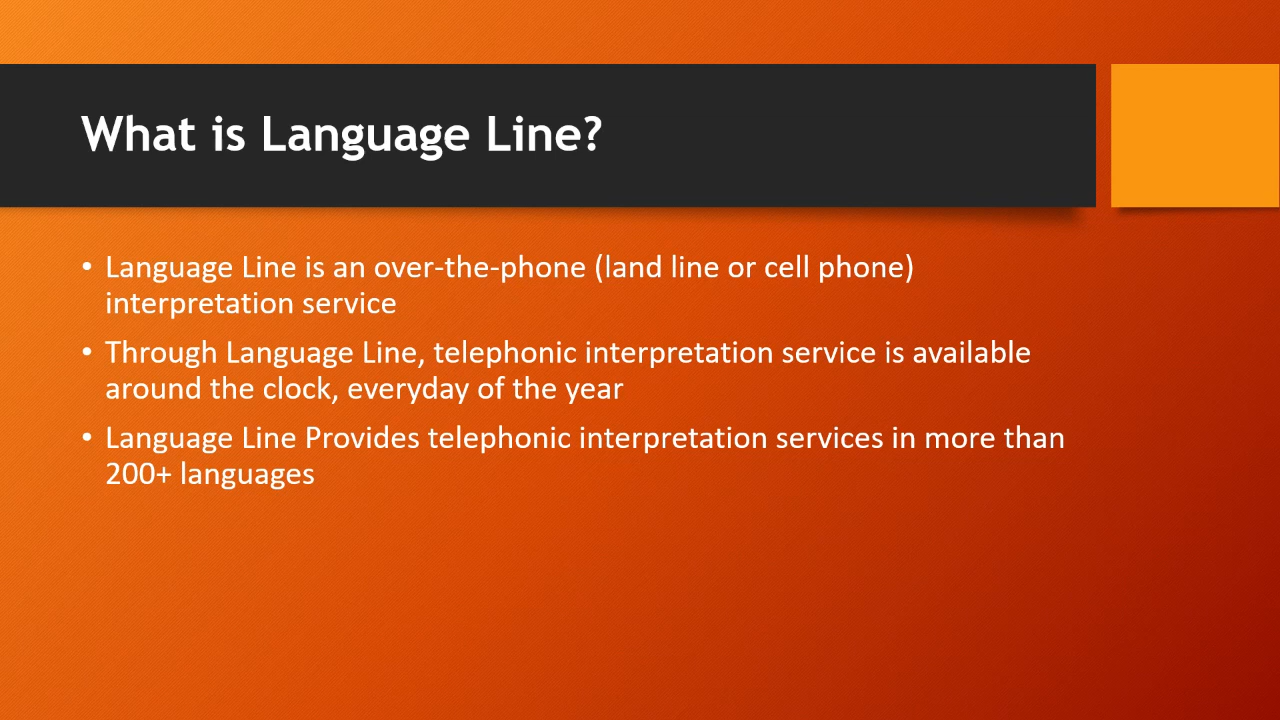 What is Language Line?
• Language Line is an over-the-phone (land line or cell phone)
interpretation service
• Through Language Line, telephonic interpretation service is available
around the clock, everyday of the year
• Language Line Provides telephonic interpretation services in more than
200+ languages